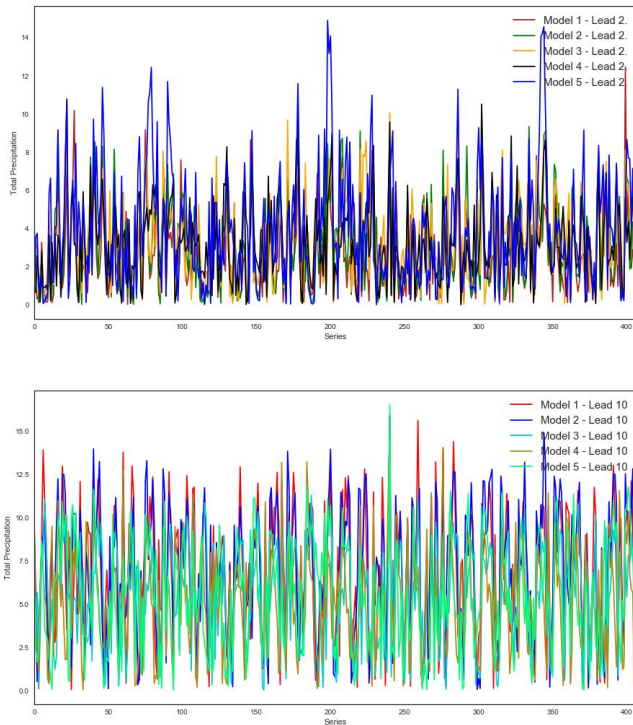 Model 1 - Lead 2.
Model 2 - Lead 2.
Model 3 - Lead 2.
Model 4 - Lead 2.
Model 5 - Lead 2.
Total Precipitation
14
12
10
8
6
4
2
0
0 50 100 150 200 250 300 350 400
Series
Model 1 - Lead 10
Model 2 - Lead 10
Model 3 - Lead 10
Model 4 - Lead 10
Model 5 - Lead 10
Total Precipitation
15.0
12.5
10.0
7.5
5.0
2.5
0.0
0 50 100 150 200 250 300 350 400
Series